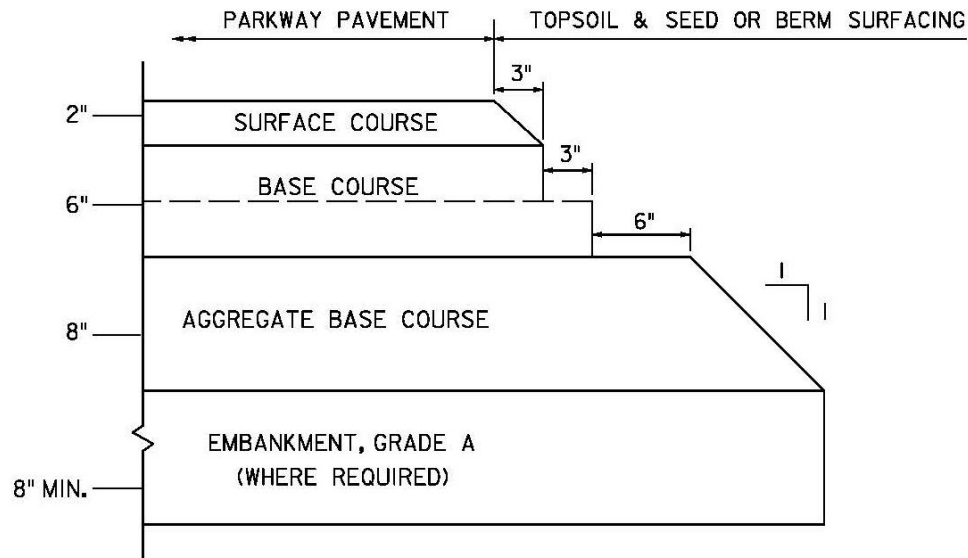 PARKWAY PAVEMENT
TOPSOIL & SEED OR BERM SURFACING
3"
2"
SURFACE COURSE
3"
BASE COURSE
6"
6"
1
1
AGGREGATE BASE COURSE
8"
EMBANKMENT, GRADE A
(WHERE REQUIRED)
8" MIN.